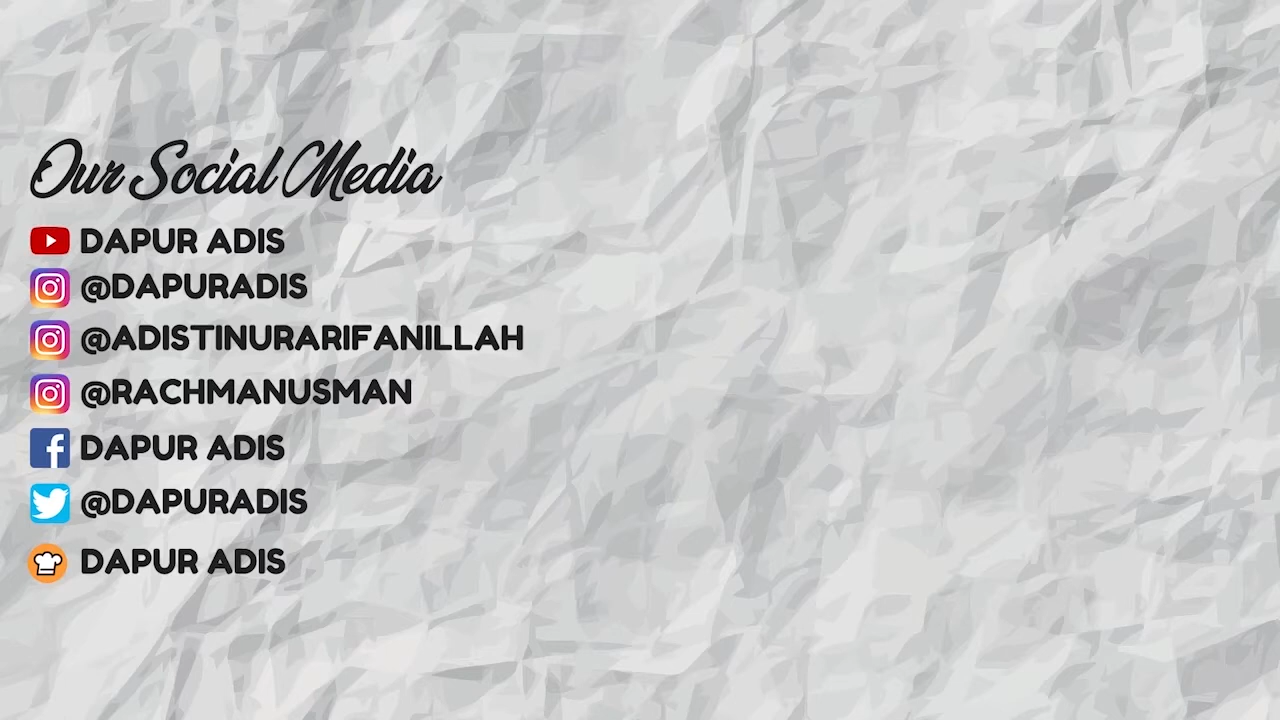 Our Social Media
DAPUR ADIS
@DAPURADIS
@ADISTINURARIFANILLAH
@RACHMANUSMAN
DAPUR ADIS
@DAPURADIS
DAPUR ADIS